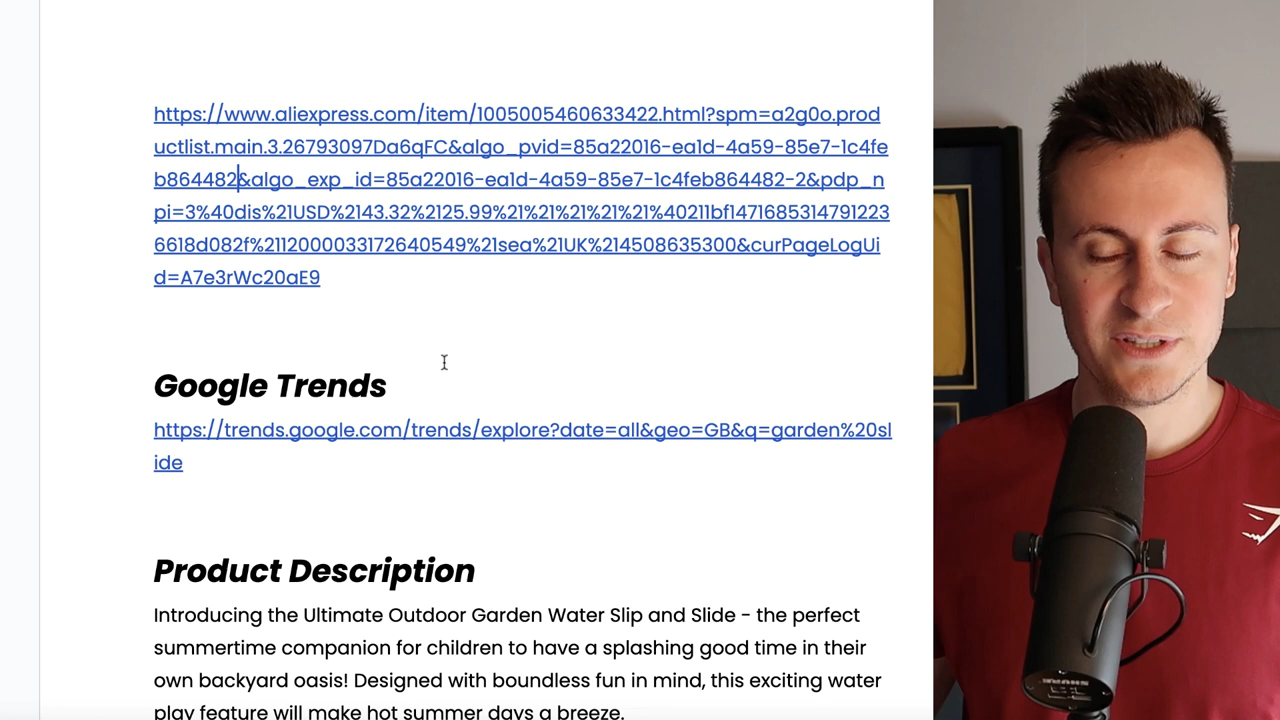 https://www.aliexpress.com/item/1005005460633422.html?spm=a2g0o.prod
uctlist.main.3.26793097Da6qFC&algo_pvid=85a22016-ea1d-4a59-85e7-1c4fe
b864482&algo_exp_id=85a22016-ea1d-4a59-85e7-1c4feb864482-2&pdp_n
pi=3%40dis%21USD%2143.32%2125.99%21%21%21%21%21%40211bf1471685314791223
6618d082f%2112000033172640549%21sea%21UK%214508635300&curPageLogUi
d=A7e3rWc20aE9
Google Trends
https://trends.google.com/trends/explore?date=all&geo=GB&q=garden%20sl
ide
Product Description
Introducing the Ultimate Outdoor Garden Water Slip and Slide - the perfect
summertime companion for children to have a splashing good time in their
own backyard oasis! Designed with boundless fun in mind, this exciting water
play feature will make hot summer days a breeze.